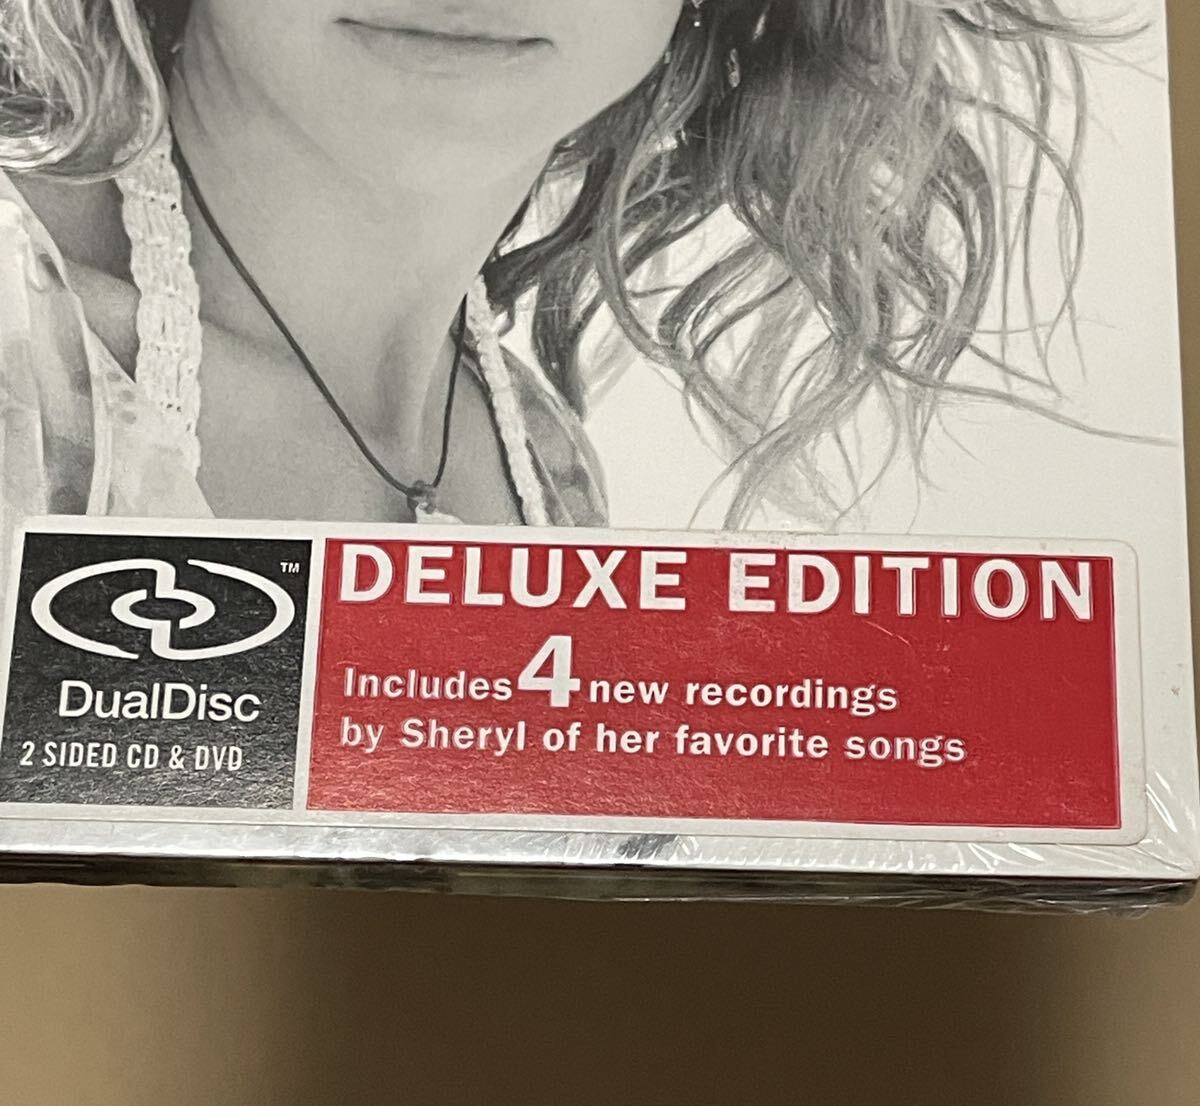 TM
DualDisc
2 SIDED CD & DVD
DELUXE EDITION
Includes 4 new recordings
by Sheryl of her favorite songs